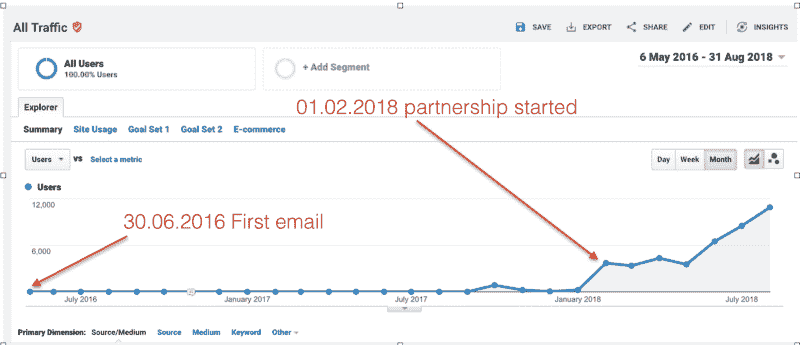 All Traffic
SAVE EXPORT SHARE EDIT INSIGHTS
All Users
100.00% Users
+ Add Segment
6 May 2016 - 31 Aug 2018
Explorer
01.02.2018 partnership started
Summary Site Usage Goal Set 1 Goal Set 2 E-commerce
Users VS Select a metric
Day Week Month
Users
12,000
30.06.2016 First email
6,000
July 2016 January 2017 July 2017 January 2018 July 2018
Primary Dimension: Source/Medium Source Medium Keyword Other